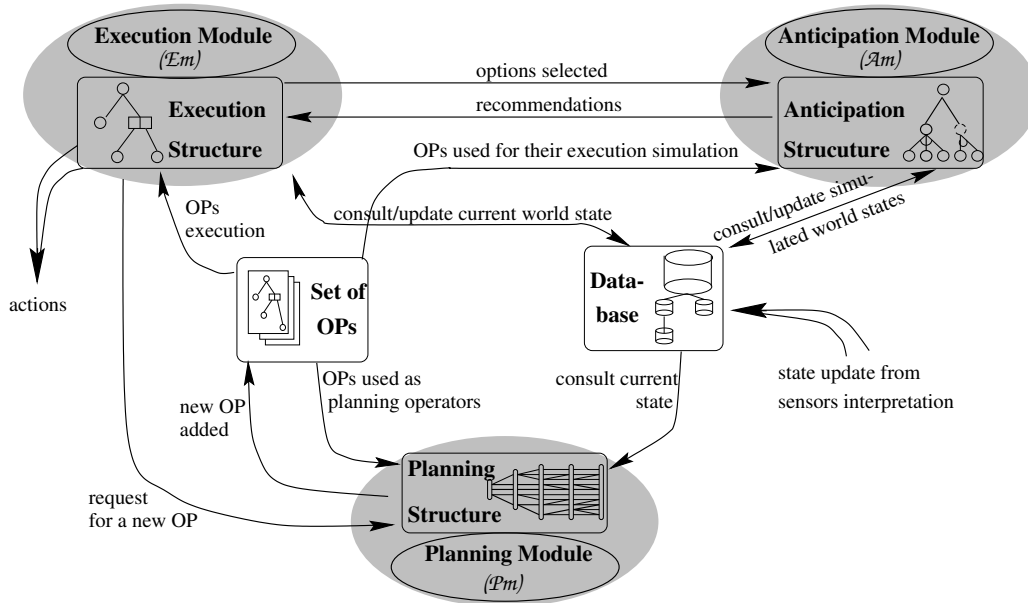 Execution Module
(Em)
Execution
Structure
Anticipation Module
(Am)
Anticipation
Strucuture
options selected
recommendations
OPs used for their execution simulation
OPs
execution
consult/update current world state
consult/update simu-
lated world states
actions
Set of
OPs
Data-
base
state update from
sensors interpretation
OPs used as
planning operators
consult current
state
new OP
added
request
for a new OP
Planning
Structure
Planning Module
(Pm)